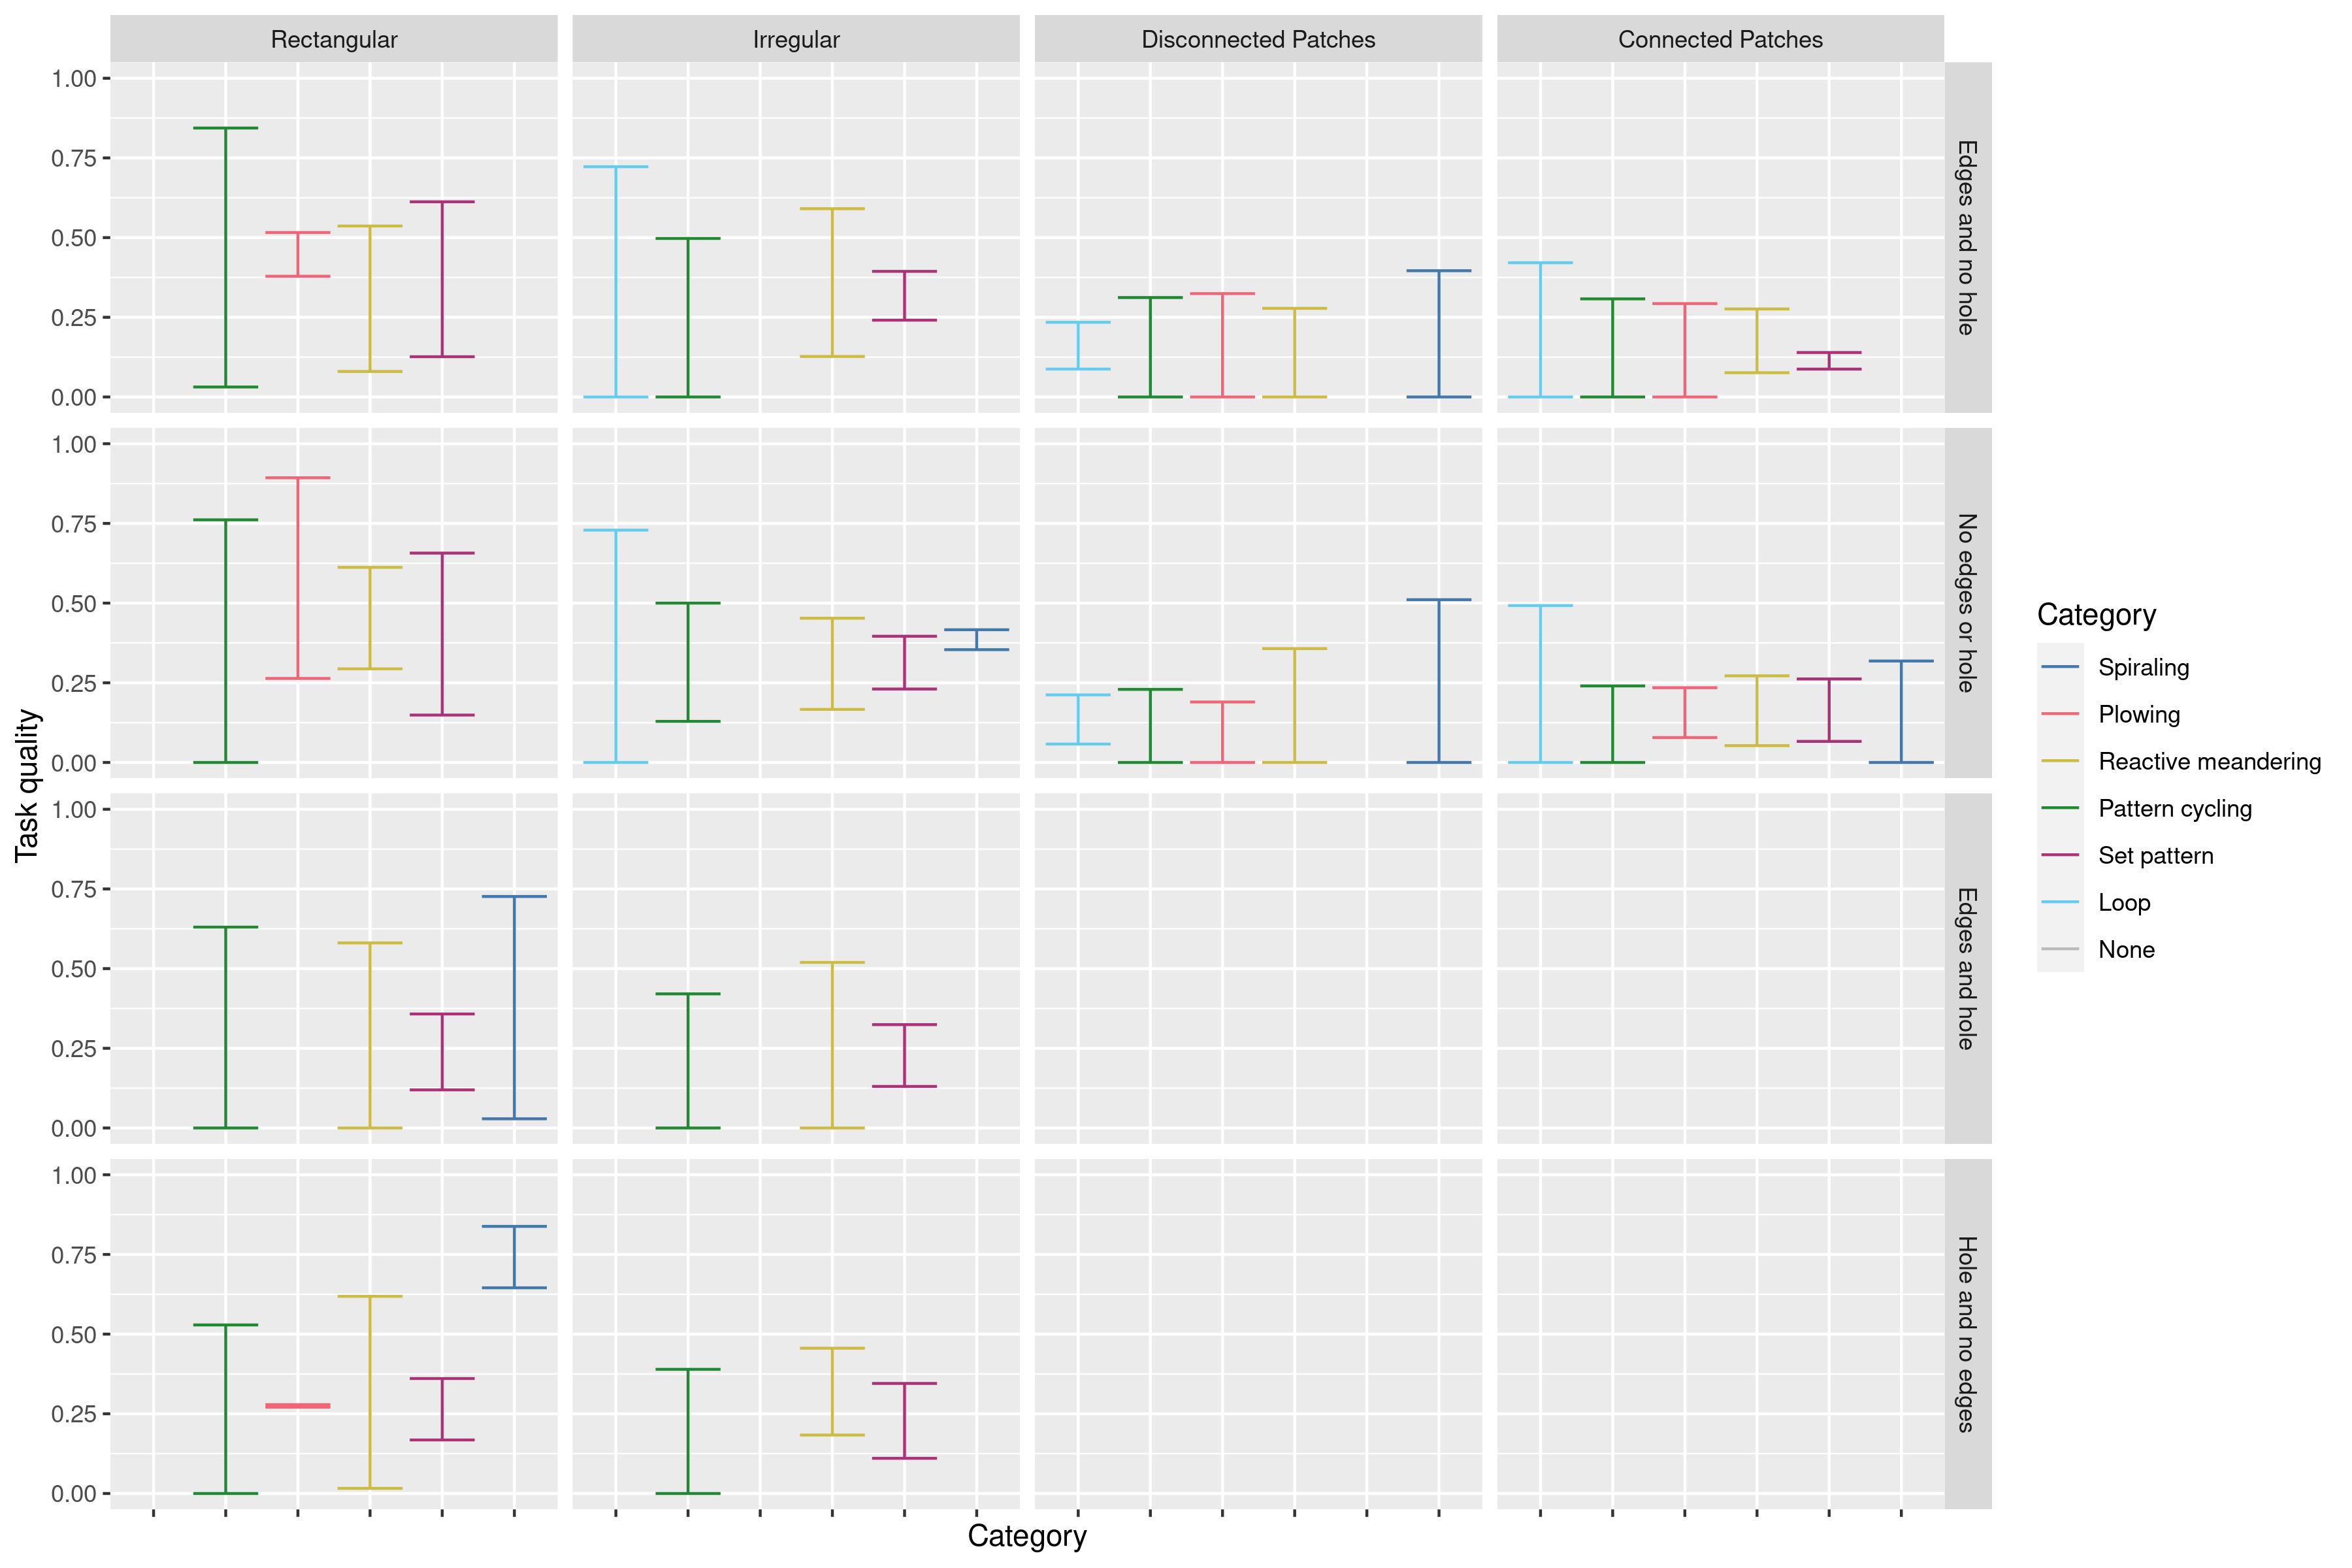 Rectangular
Irregular
Disconnected Patches
Connected Patches
1.00
0.75
0.50
0.25
0.00
Edges and no hole
1.00
0.75
0.50
0.25
0.00
No edges or hole
1.00
0.75
0.50
0.25
0.00
Edges and hole
1.00
0.75
0.50
0.25
0.00
Hole and no edges
Task quality
Category
Category
Spiraling
Plowing
Reactive meandering
Pattern cycling
Set pattern
Loop
None